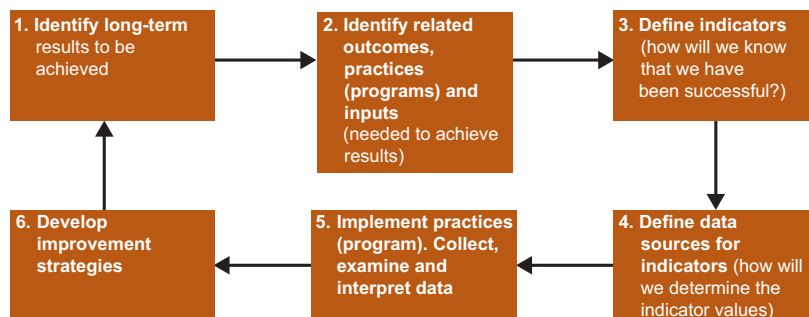 1. Identify long-term
results to be
achieved
2. Identify related
outcomes,
practices
(programs) and
inputs
(needed to achieve
results)
3. Define indicators
(how will we know
that we have
been successful?)
6. Develop
improvement
strategies
5. Implement practices
(program). Collect,
examine and
interpret data
4. Define data
sources for
indicators (how will
we determine the
indicator values)